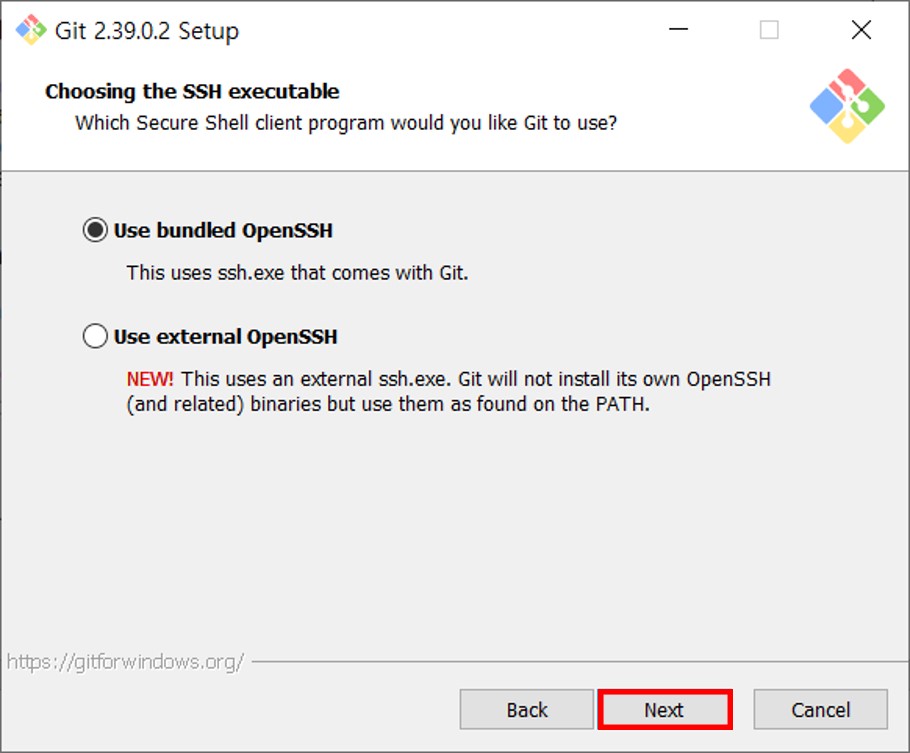 Git 2.39.0.2 Setup
Choosing the SSH executable
Which Secure Shell client program would you like Git to use?
Use bundled OpenSSH
This uses ssh.exe that comes with Git.
Use external OpenSSH
NEW! This uses an external ssh.exe. Git will not install its own OpenSSH
(and related) binaries but use them as found on the PATH.
https://gitforwindows.org/
Back Next Cancel